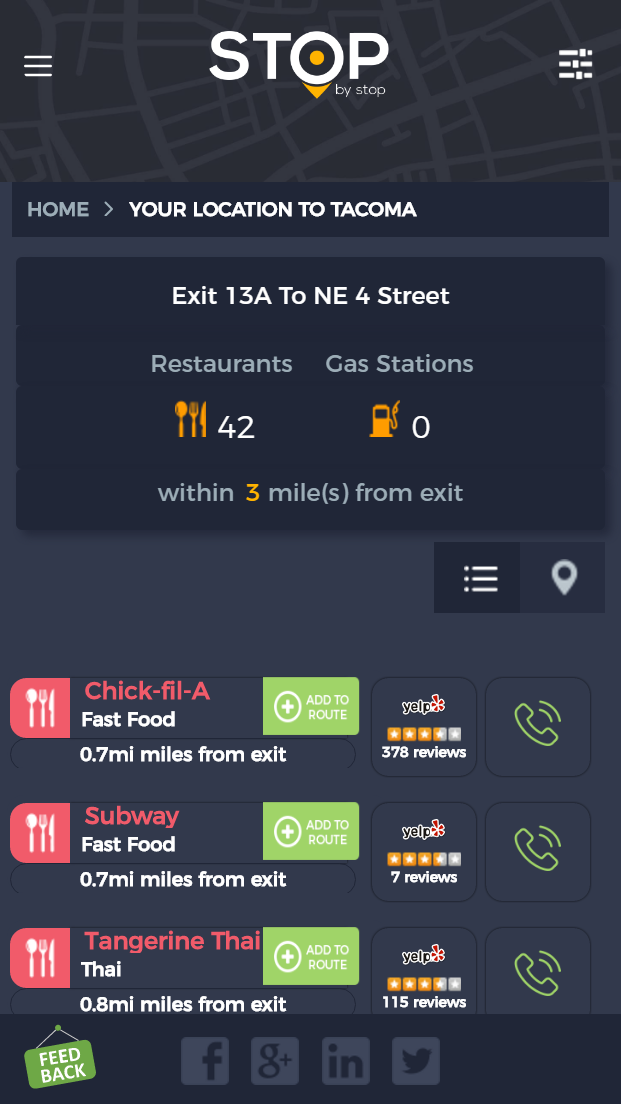 STOP
by stop
HOME > YOUR LOCATION TO TACOMA
Exit 13A To NE 4 Street
Restaurants Gas Stations
42 0
within 3 mile(s) from exit
Chick-fil-A
Fast Food
0.7mi miles from exit
ADD TO
ROUTE
yelp
378 reviews
Subway
Fast Food
0.7mi miles from exit
ADD TO
ROUTE
yelp
7 reviews
Tangerine Thai
Thai
0.8mi miles from exit
ADD TO
ROUTE
yelp
115 reviews
FEED
BACK
f g+ in